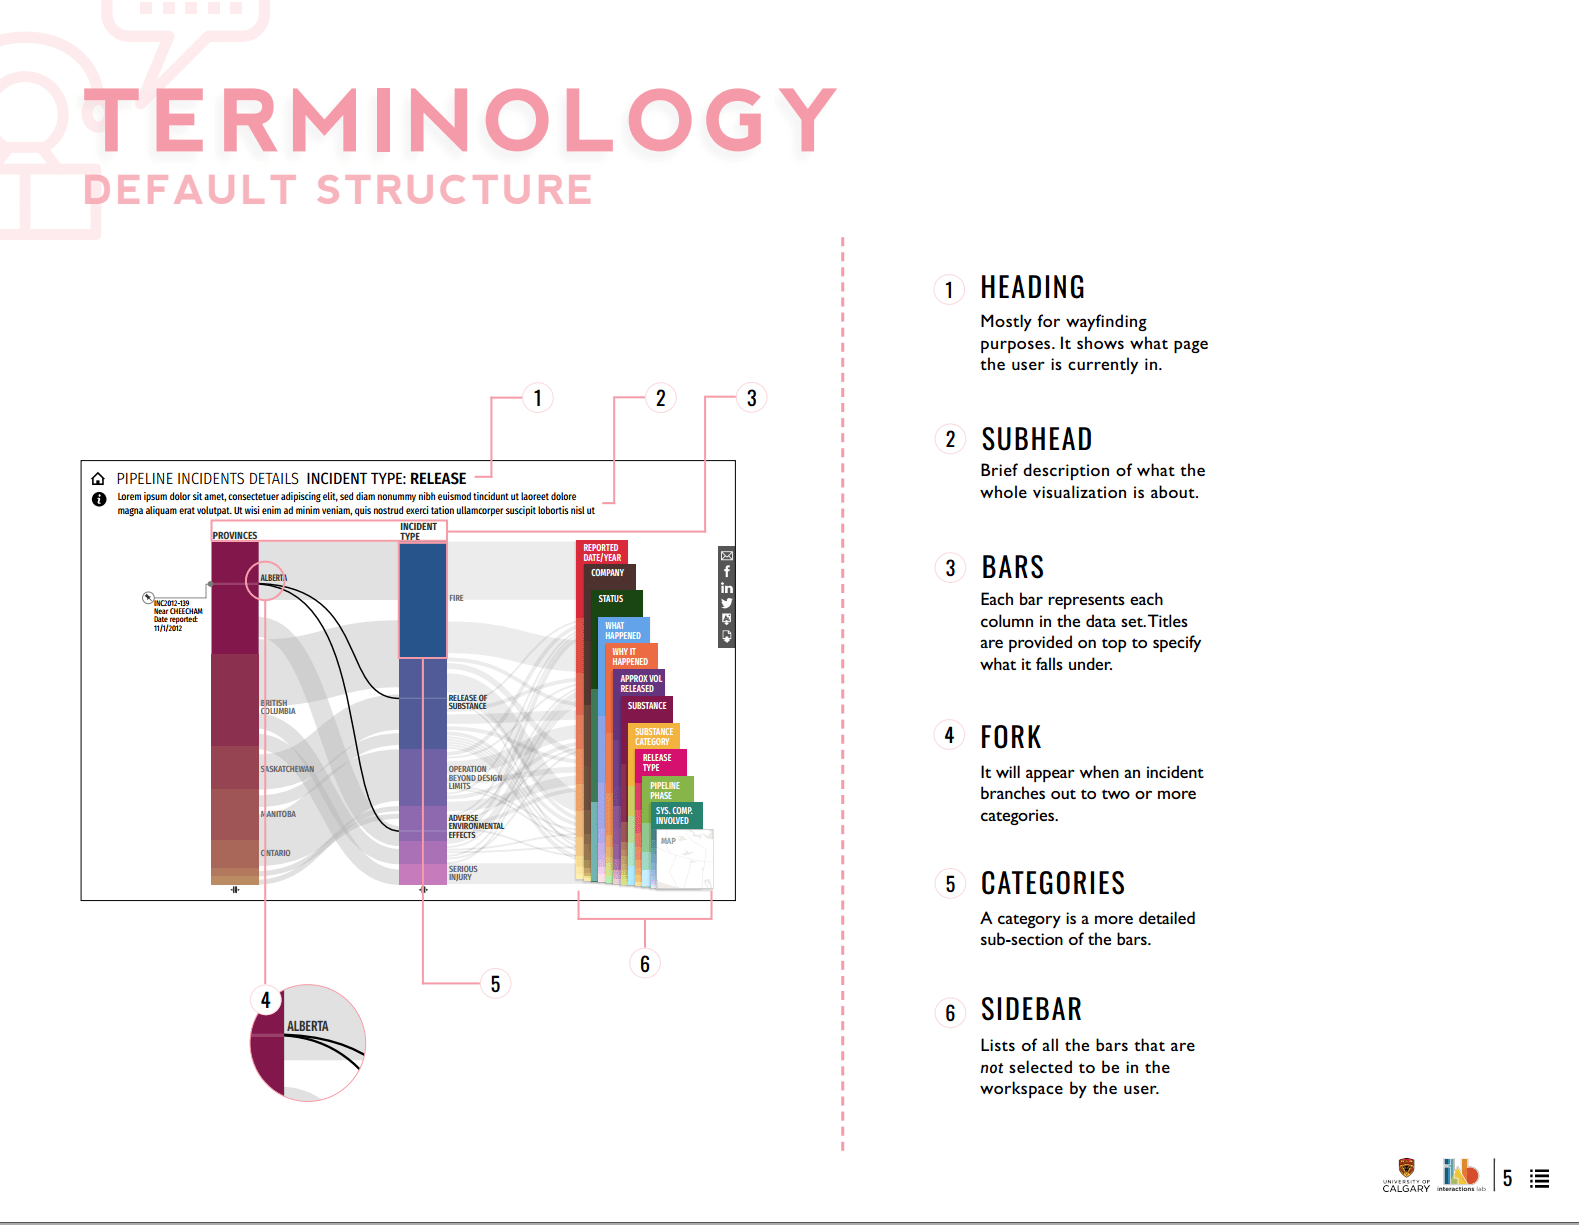 TERMINOLOGY
DEFAULT STRUCTURE
1
2
3
PIPELINE INCIDENTS DETAILS INCIDENT TYPE: RELEASE
Lorem ipsum dolor sit amet, consectetuer adipiscing elit, sed diam nonummy nibh euismod tincidunt ut laoreet dolore
magna aliquam erat volutpat. Ut wisi enim ad minim veniam, quis nostrud exerci tation ullamcorper suscipit lobortis nisl ut
PROVINCES
INCIDENT
TYPE
ALBERTA
INC2012-139
Near CHEECHAM
Date reported:
11/1/2012
BRITISH
COLUMBIA
SASKATCHEWAN
MANITOBA
ONTARIO
FIRE
RELEASE OF
SUBSTANCE
OPERATION
BEYOND DESIGN
LIMITS
ADVERSE
ENVIRONMENTAL
EFFECTS
SERIOUS
INJURY
REPORTED
DATE/YEAR
COMPANY
STATUS
WHAT
HAPPENED
WHY IT
HAPPENED
APPROX VOL
RELEASED
SUBSTANCE
SUBSTANCE
CATEGORY
RELEASE
TYPE
PIPELINE
PHASE
SYS. COMP.
INVOLVED
MAP
6
5
4
ALBERTA
1 HEADING
Mostly for wayfinding
purposes. It shows what page
the user is currently in.
2 SUBHEAD
Brief description of what the
whole visualization is about.
3 BARS
Each bar represents each
column in the data set. Titles
are provided on top to specify
what it falls under.
4 FORK
It will appear when an incident
branches out to two or more
categories.
5 CATEGORIES
A category is a more detailed
sub-section of the bars.
6 SIDEBAR
Lists of all the bars that are
not selected to be in the
workspace by the user.
UNIVERSITY OF
CALGARY
ilab
interactions lab
5